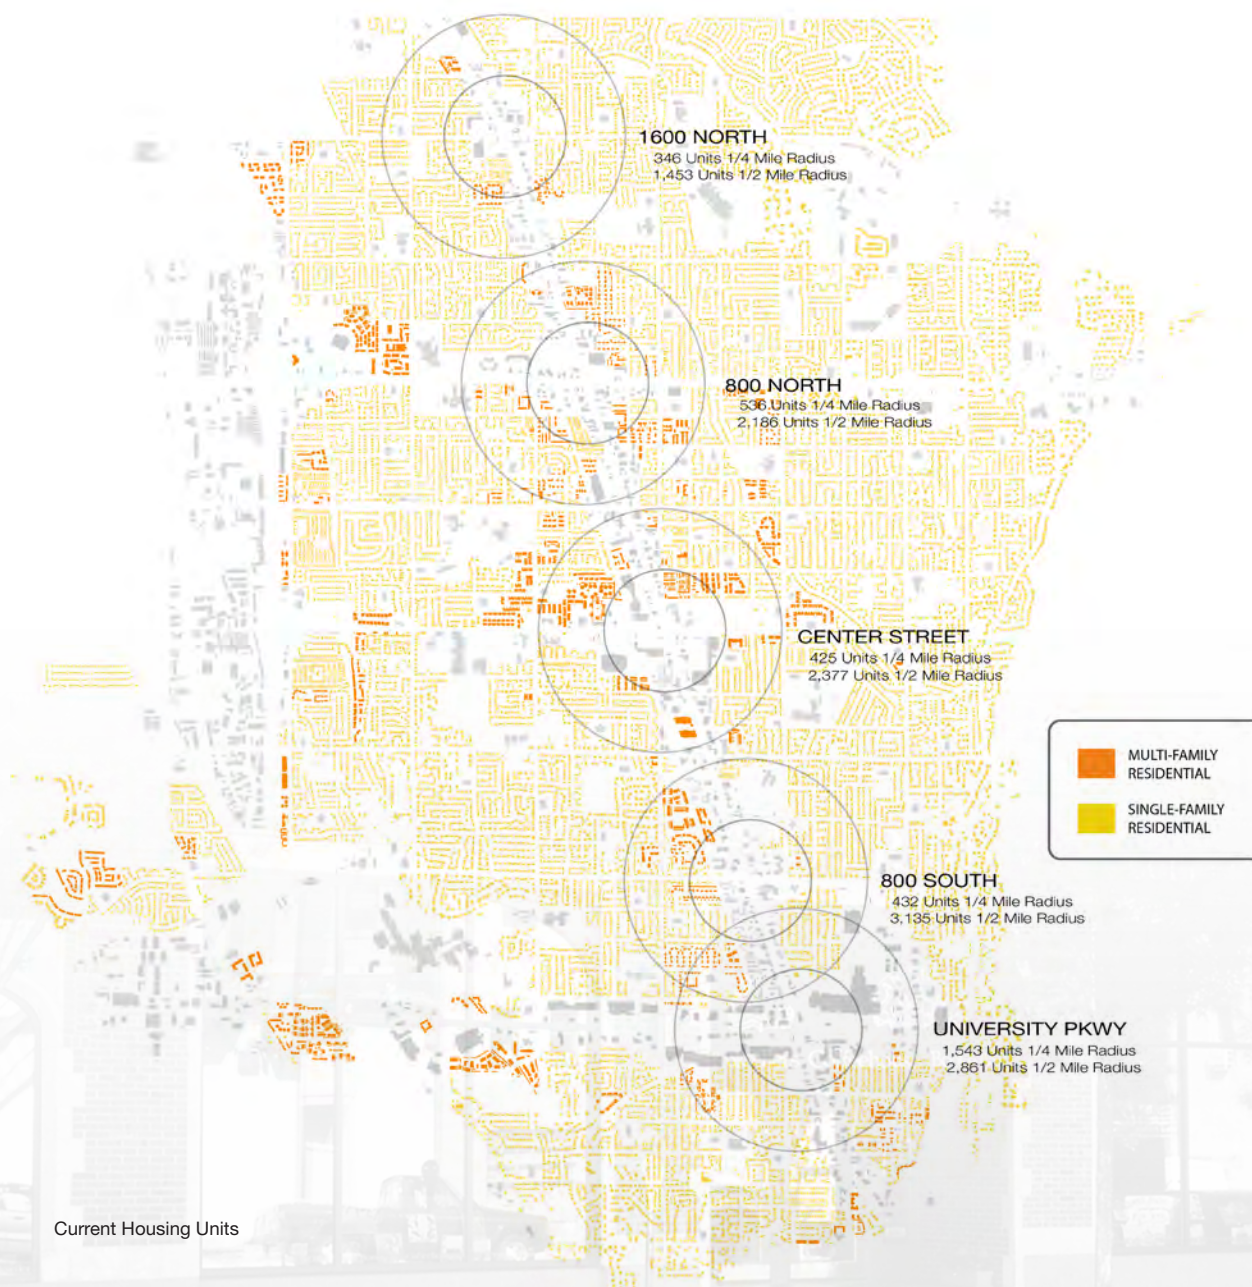 1600 NORTH
346 Units 1/4 Mile Radius
1,453 Units 1/2 Mile Radius
800 NORTH
536 Units 1/4 Mile Radius
2,186 Units 1/2 Mile Radius
CENTER STREET
425 Units 1/4 Mile Radius
2,377 Units 1/2 Mile Radius
MULTI-FAMILY
RESIDENTIAL
SINGLE-FAMILY
RESIDENTIAL
800 SOUTH
432 Units 1/4 Mile Radius
3,135 Units 1/2 Mile Radius
UNIVERSITY PKWY
1,543 Units 1/4 Mile Radius
2,861 Units 1/2 Mile Radius
Current Housing Units